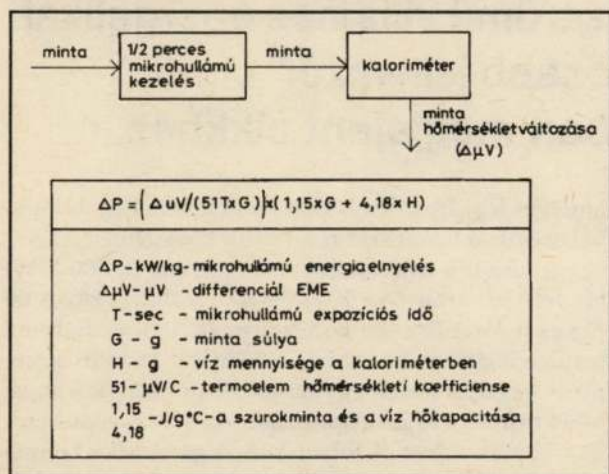 minta
1/2 perces
mikrohullámú
kezelés
minta
kaloriméter
minta
hőmérsékletváltozása
(ΔμV)
ΔP = (ΔuV/(51TxG))x(1,15xG + 4,18xH)
ΔP-kW/kg-mikrohullámú energiaelnyelés
ΔμV-μV -differenciál EME
T-sec - mikrohullámú expozíciós idő
G - g - minta súlya
H - g - víz mennyisége a kaloriméterben
51-μV/C -termoelem hőmérsékleti koefficiense
1,15
4,18 -J/g°C-a szurokminta és a víz hőkapacitása